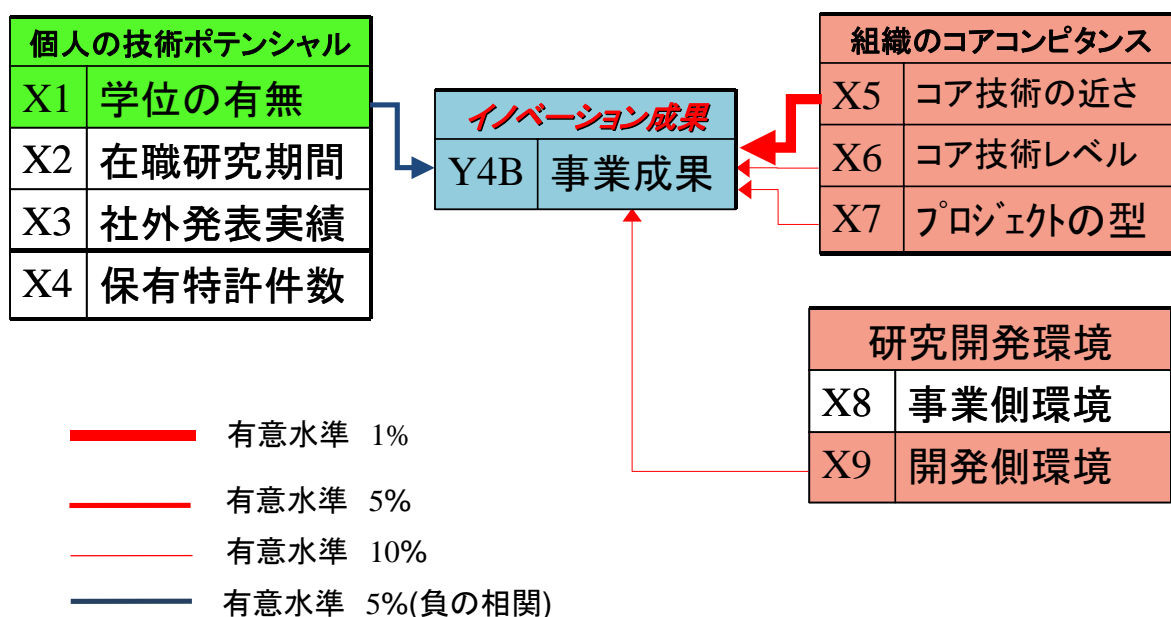 個人の技術ポテンシャル
X1 学位の有無
X2 在職研究期間
X3 社外発表実績
X4 保有特許件数
イノベーション成果
Y4B 事業成果
組織のコアコンピタンス
X5 コア技術の近さ
X6 コア技術レベル
X7 プロジェクトの型
研究開発環境
X8 事業側環境
X9 開発側環境
有意水準 1%
有意水準 5%
有意水準 10%
有意水準 5%(負の相関)